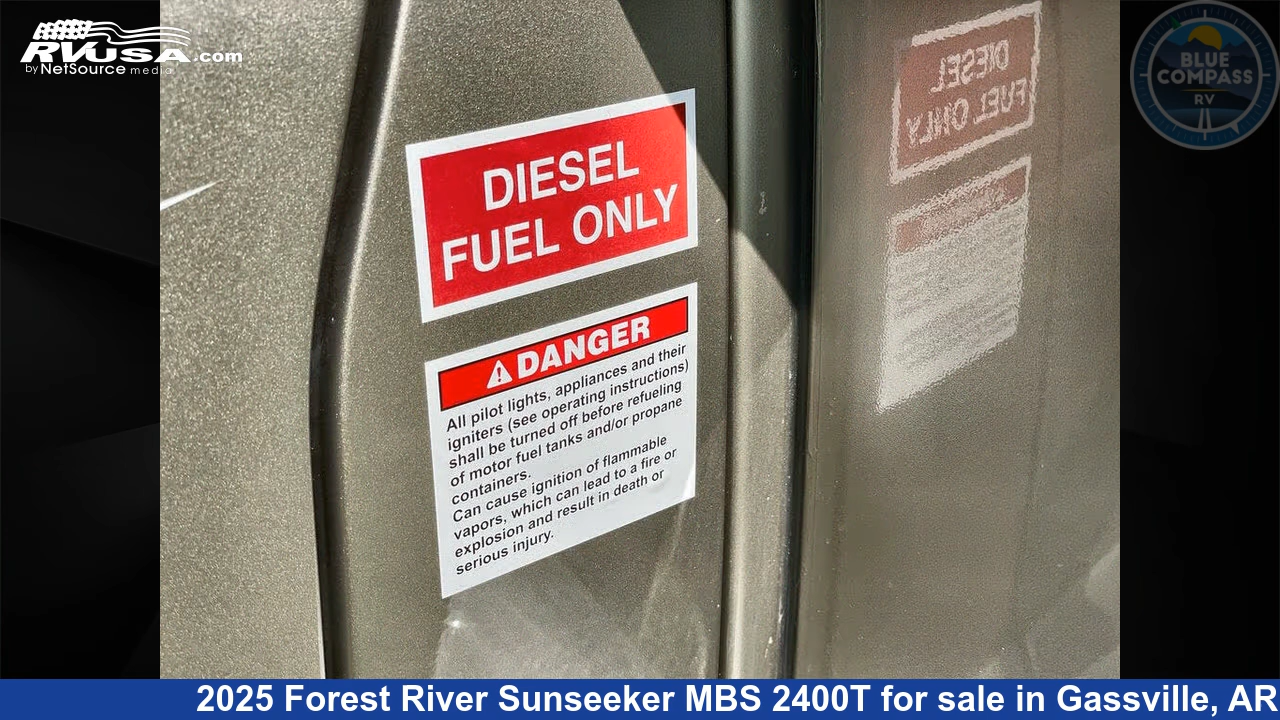 RVUSA.com
by NetSource media
BLUE
COMPASS
RV
DIESEL
FUEL ONLY
DIESEL
FUEL ONLY
DANGER
All pilot lights, appliances and their
igniters (see operating instructions)
shall be turned off before refueling
of motor fuel tanks and/or propane
containers.
Can cause ignition of flammable
vapors, which can lead to a fire or
explosion and result in death or
serious injury.
2025 Forest River Sunseeker MBS 2400T for sale in Gassville, AR